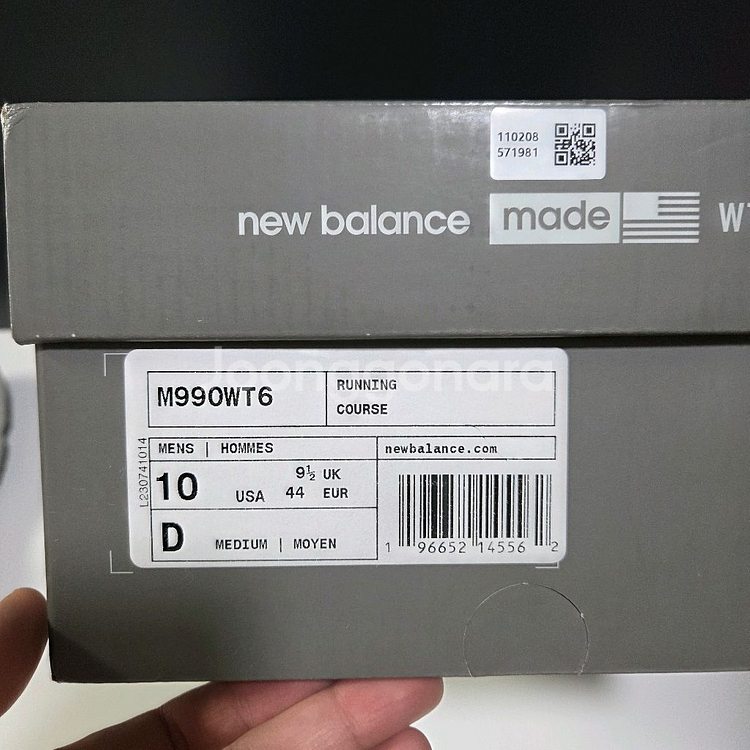 110208
571981
new balance made W
Joonggonara
M990WT6
RUNNING
COURSE
MENS | HOMMES
newbalance.com
L230741014
10 USA
9½ UK
44 EUR
D MEDIUM | MOYEN
1 96652 14556 2